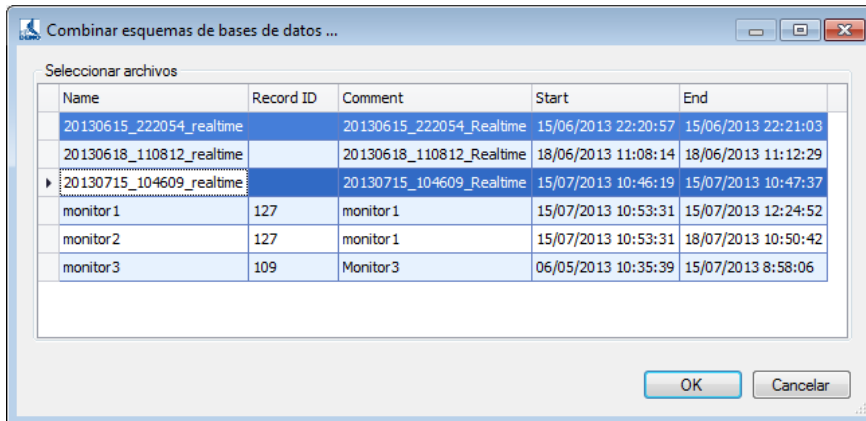 Combinar esquemas de bases de datos ...
Seleccionar archivos
Name Record ID Comment Start End
20130615_222054_realtime 20130615_222054_Realtime 15/06/2013 22:20:57 15/06/2013 22:21:03
20130618_110812_realtime 20130618_110812_Realtime 18/06/2013 11:08:14 18/06/2013 11:12:29
20130715_104609_realtime 20130715_104609_Realtime 15/07/2013 10:46:19 15/07/2013 10:47:37
monitor1 127 monitor1 15/07/2013 10:53:31 15/07/2013 12:24:52
monitor2 127 monitor1 15/07/2013 10:53:31 18/07/2013 10:50:42
monitor3 109 Monitor3 06/05/2013 10:35:39 15/07/2013 8:58:06
OK Cancelar